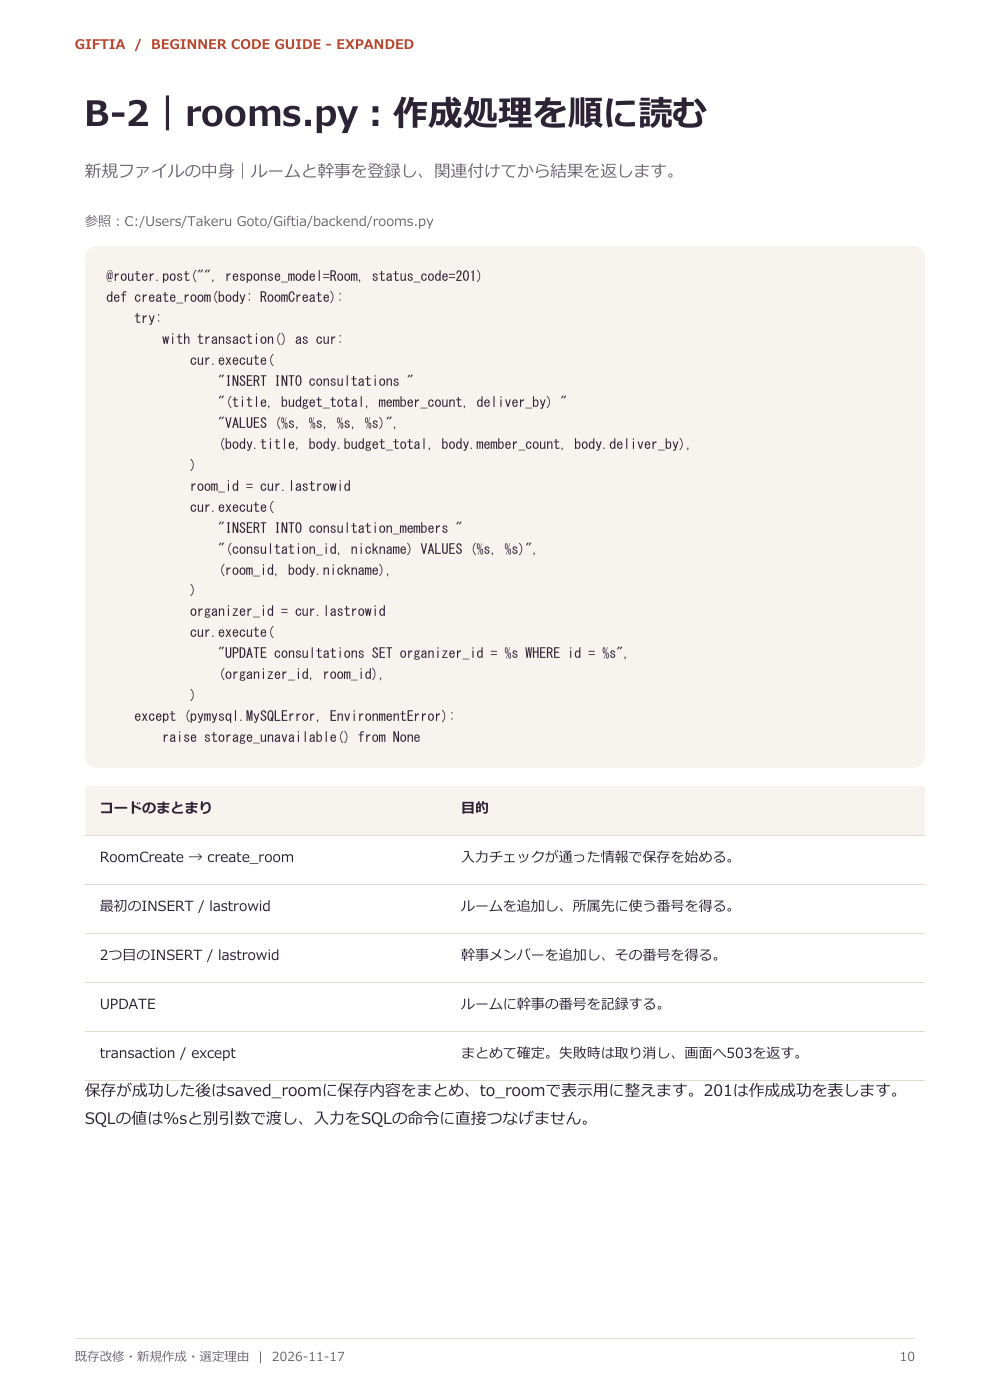 GIFTIA / BEGINNER CODE GUIDE - EXPANDED
B-2｜rooms.py：作成処理を順に読む
新規ファイルの中身｜ルームと幹事を登録し、関連付けてから結果を返します。
参照：C:/Users/Takeru Goto/Giftia/backend/rooms.py
@router.post("", response_model=Room, status_code=201)
def create_room(body: RoomCreate):
    try:
        with transaction() as cur:
            cur.execute(
                "INSERT INTO consultations "
                "(title, budget_total, member_count, deliver_by) "
                "VALUES (%s, %s, %s, %s)",
                (body.title, body.budget_total, body.member_count, body.deliver_by),
            )
            room_id = cur.lastrowid
            cur.execute(
                "INSERT INTO consultation_members "
                "(consultation_id, nickname) VALUES (%s, %s)",
                (room_id, body.nickname),
            )
            organizer_id = cur.lastrowid
            cur.execute(
                "UPDATE consultations SET organizer_id = %s WHERE id = %s",
                (organizer_id, room_id),
            )
    except (pymysql.MySQLError, EnvironmentError):
        raise storage_unavailable() from None
コードのまとまり 目的
RoomCreate → create_room 入力チェックが通った情報で保存を始める。
最初のINSERT / lastrowid ルームを追加し、所属先に使う番号を得る。
2つ目のINSERT / lastrowid 幹事メンバーを追加し、その番号を得る。
UPDATE ルームに幹事の番号を記録する。
transaction / except まとめて確定。失敗時は取り消し、画面へ503を返す。
保存が成功した後はsaved_roomに保存内容をまとめ、to_roomで表示用に整えます。201は作成成功を表します。
SQLの値は%sと別引数で渡し、入力をSQLの命令に直接つなげません。
既存改修・新規作成・選定理由 | 2026-11-17 10